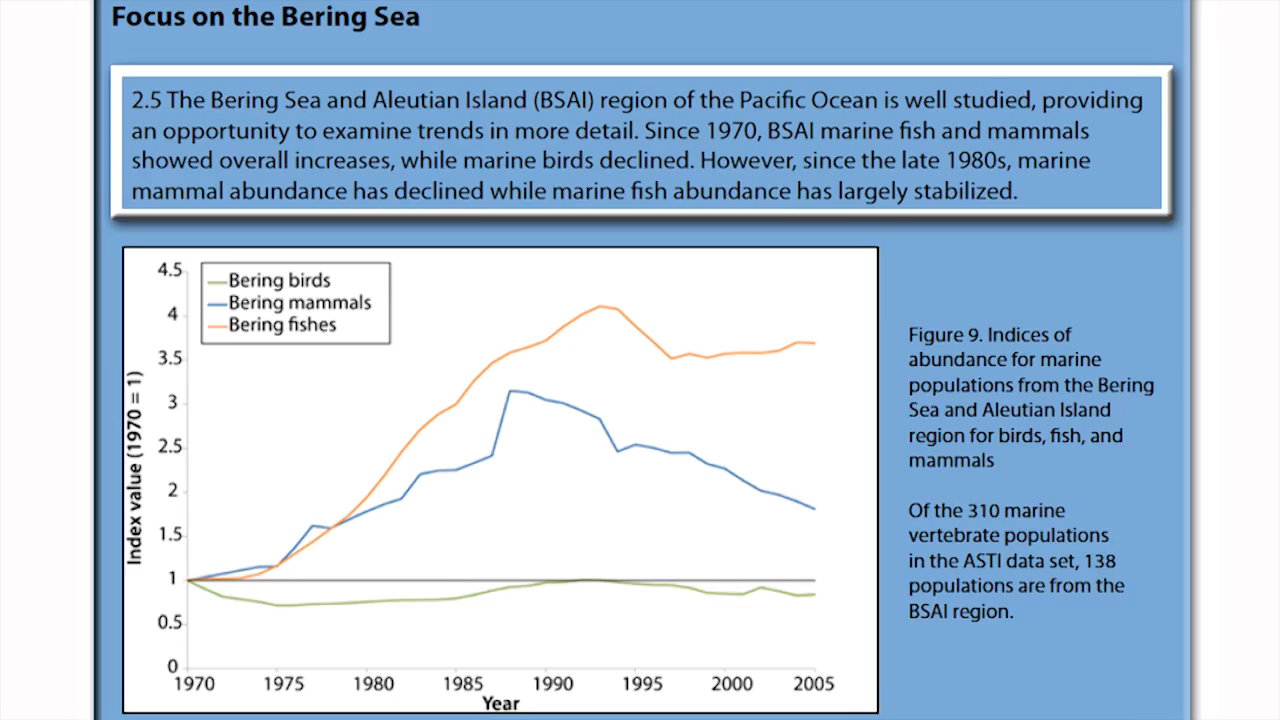 Focus on the Bering Sea
2.5 The Bering Sea and Aleutian Island (BSAI) region of the Pacific Ocean is well studied, providing
an opportunity to examine trends in more detail. Since 1970, BSAI marine fish and mammals
showed overall increases, while marine birds declined. However, since the late 1980s, marine
mammal abundance has declined while marine fish abundance has largely stabilized.
4.5
4
3.5
3
2.5
2
1.5
1
0.5
0
Index value (1970 = 1)
Bering birds
Bering mammals
Bering fishes
1970 1975 1980 1985 1990 1995 2000 2005
Year
Figure 9. Indices of
abundance for marine
populations from the Bering
Sea and Aleutian Island
region for birds, fish, and
mammals
Of the 310 marine
vertebrate populations
in the ASTI data set, 138
populations are from the
BSAI region.